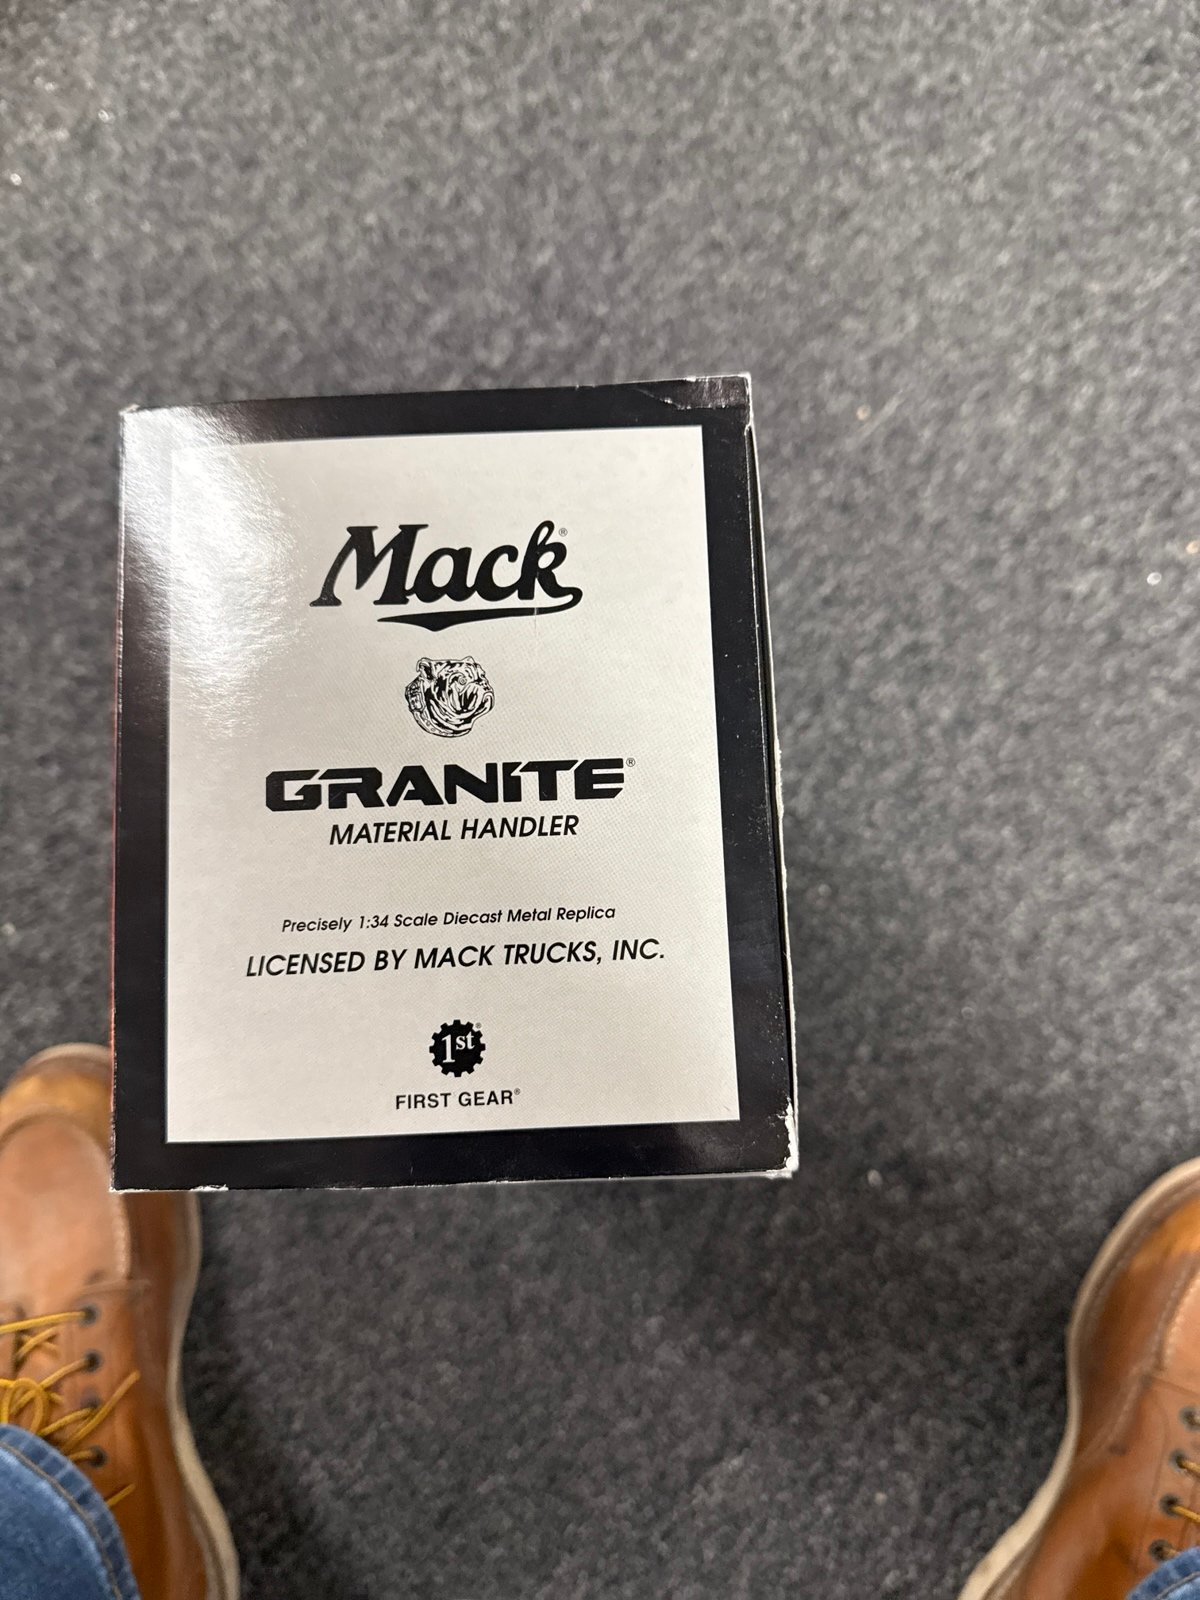 Mack®
GRANITE®
MATERIAL HANDLER
Precisely 1:34 Scale Diecast Metal Replica
LICENSED BY MACK TRUCKS, INC.
1st®
FIRST GEAR®